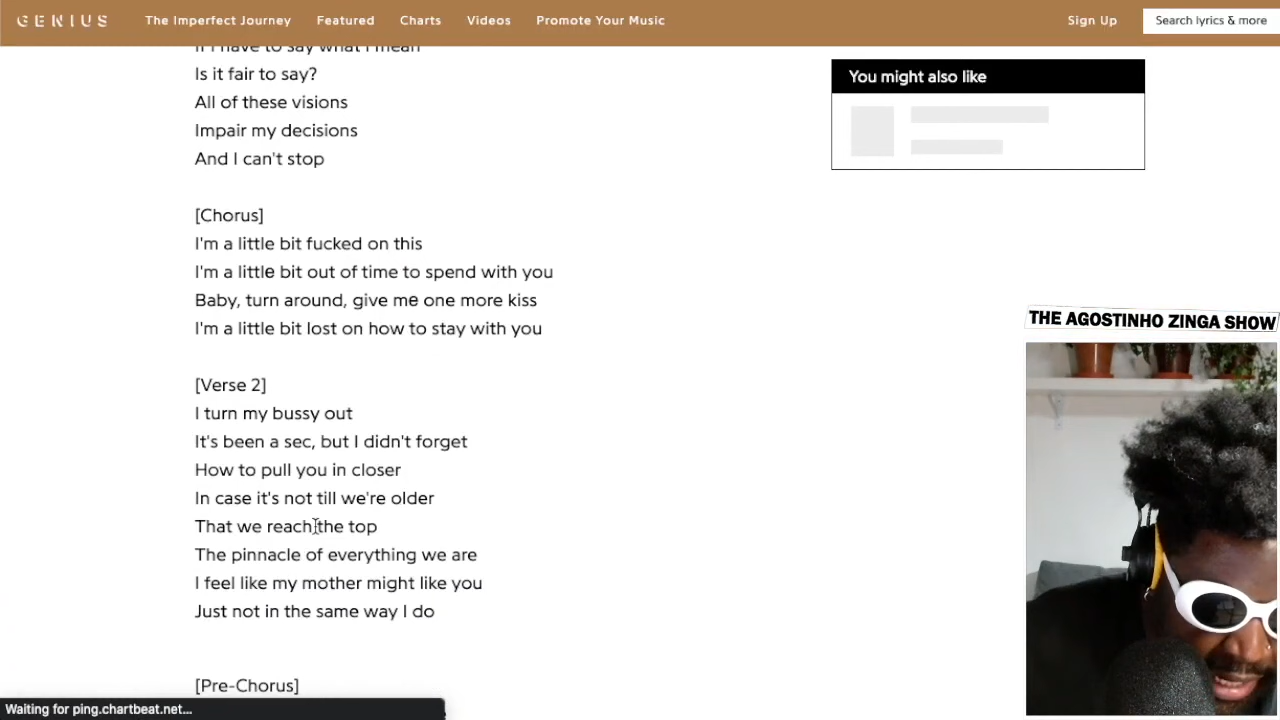 GENIUS
The Imperfect Journey
Featured
Charts
Videos
Promote Your Music
Sign Up
Search lyrics & more
If I have to say what I mean
Is it fair to say?
All of these visions
Impair my decisions
And I can't stop
[Chorus]
I'm a little bit fucked on this
I'm a little bit out of time to spend with you
Baby, turn around, give me one more kiss
I'm a little bit lost on how to stay with you
[Verse 2]
I turn my bussy out
It's been a sec, but I didn't forget
How to pull you in closer
In case it's not till we're older
That we reach the top
The pinnacle of everything we are
I feel like my mother might like you
Just not in the same way I do
[Pre-Chorus]
You might also like
THE AGOSTINHO ZINGA SHOW
Waiting for ping.chartbeat.net...